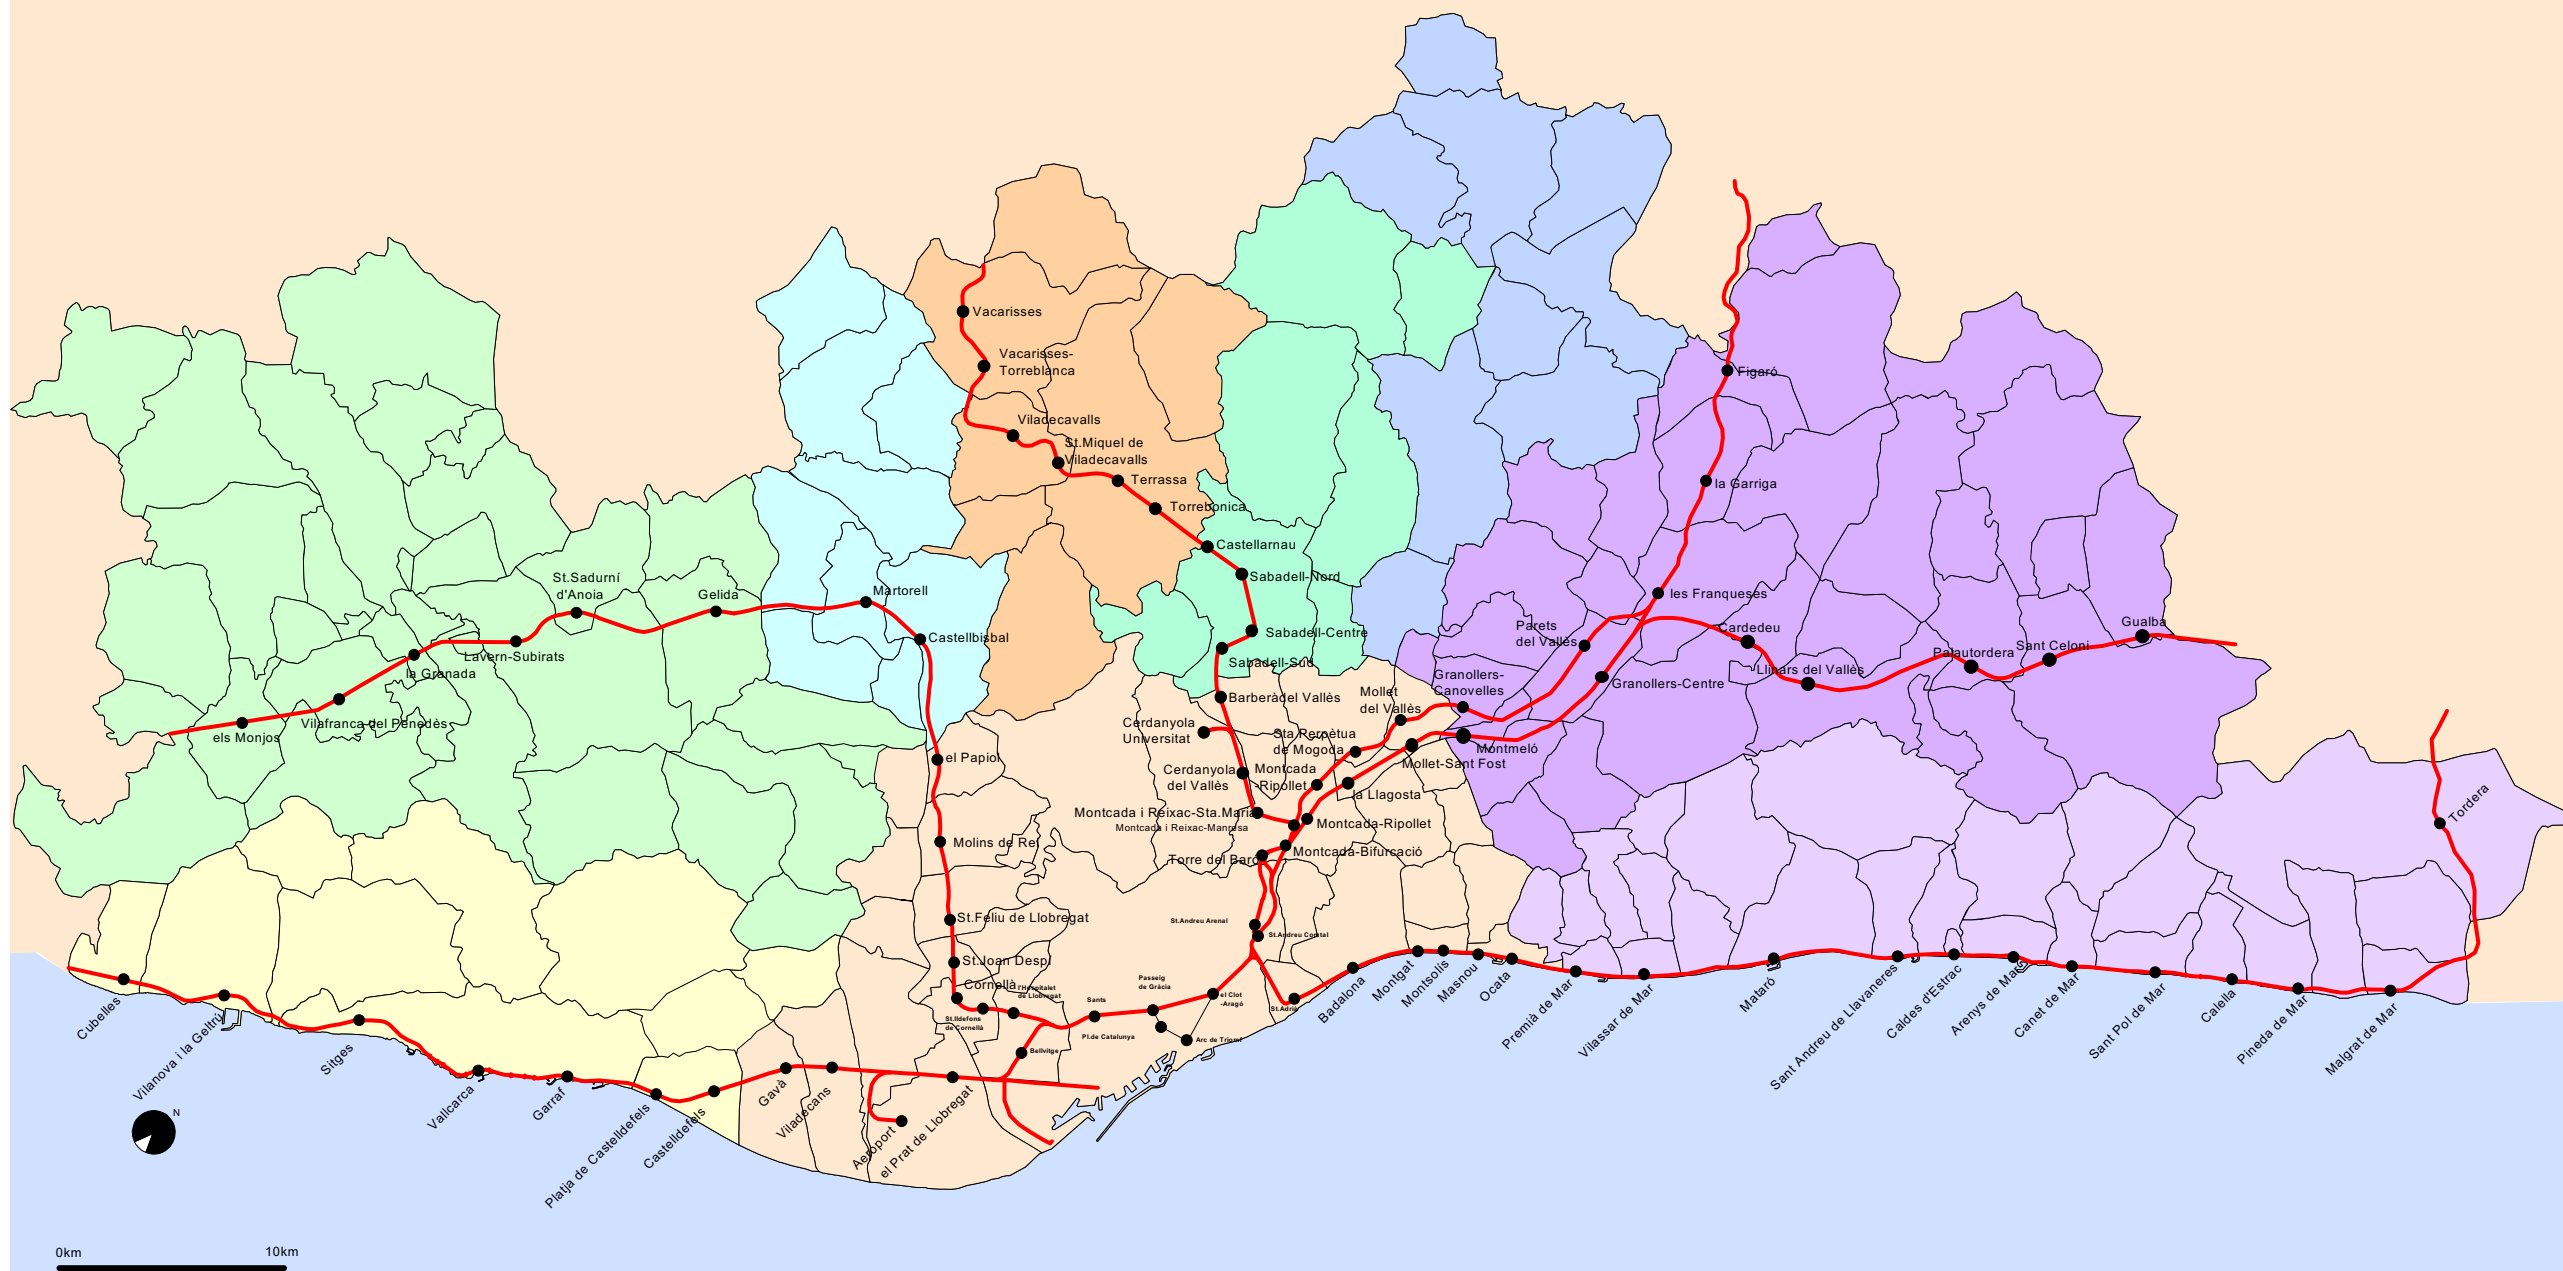 Vacarisses
Vacarisses-
Torreblanca
Figaró
Viladecavalls
St.Miquel de
Viladecavalls
Terrassa
la Garriga
Torrebonica
Castellarnau
Sabadell-Nord
St.Sadurní
d'Anoia
Gelida
Martorell
les Franqueses
Castellbisbal
Sabadell-Centre
Parets
del Vallès
Cardedeu
Gualba
Lavern-Subirats
Sabadell-Sud
Palautordera
Sant Celoni
la Granada
Granollers-
Canovelles
Granollers-Centre
Llinars del Vallès
Barberàdel Vallès
Mollet
del Vallès
Vilafranca del Penedès
els Monjos
Cerdanyola
Universitat
Sta Perpètua
de Mogoda
Montmeló
el Papiol
Mollet-Sant Fost
Cerdanyola
del Vallès
Montcada
-Ripollet
la Llagosta
Tordera
Montcada i Reixac-Sta.Maria
Montcada i Reixac-Manresa
Montcada-Ripollet
Molins de Rei
Torre del Baró
Montcada-Bifurcació
St.Feliu de Llobregat
St.Andreu Arenal
St.Andreu Comtal
St.Joan Despí
Cornellà
l'Hospitalet
de Llobregat
Passeig
de Gràcia
Sants
el Clot
-Aragó
St.Adrià
St.Ildefons
de Cornellà
Pl.de Catalunya
Arc de Triomf
Bellvitge
Cubelles
Vilanova i la Geltrú
Sitges
Vallcarca
Garraf
Platja de Castelldefels
Castelldefels
Gavà
Viladecans
Aeroport
el Prat de Llobregat
Badalona
Montgat
Montsolís
Masnou
Ocata
Premià de Mar
Vilassar de Mar
Mataró
Sant Andreu de Llavaneres
Caldes d'Estrac
Arenys de Mar
Canet de Mar
Sant Pol de Mar
Calella
Pineda de Mar
Malgrat de Mar
N
0km
10km